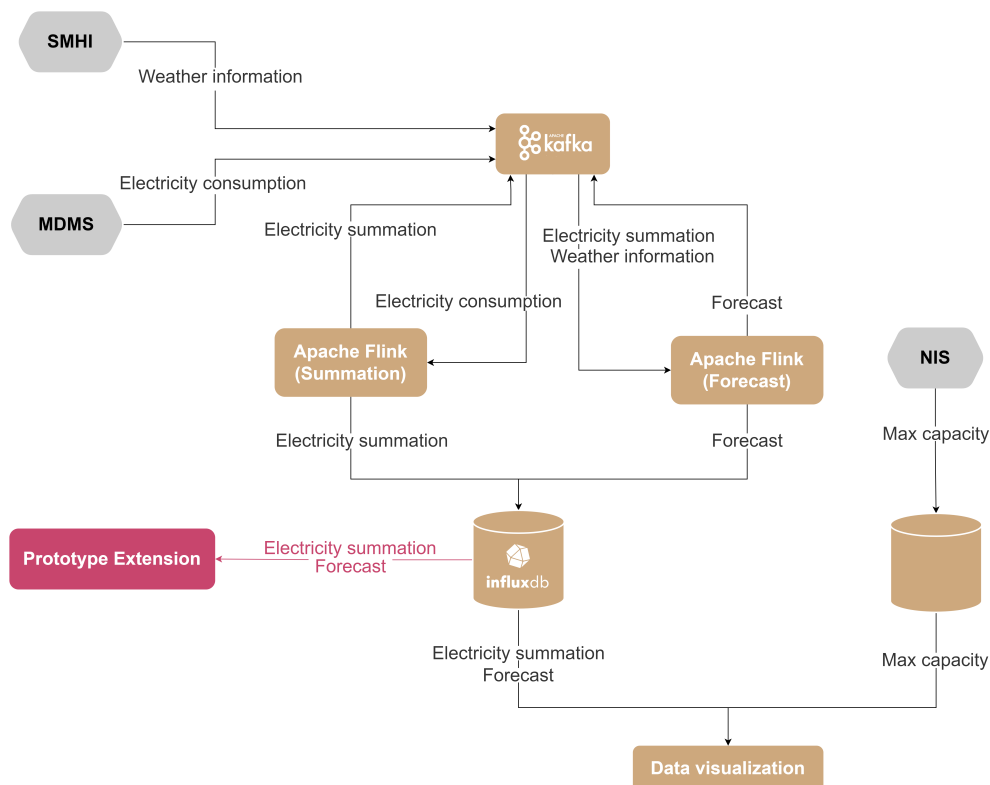 SMHI
Weather information
APACHE
kafka
Electricity consumption
MDMS
Electricity summation
Electricity summation
Weather information
Electricity consumption
Forecast
Apache Flink
(Summation)
Apache Flink
(Forecast)
NIS
Electricity summation
Forecast
Max capacity
Prototype Extension
Electricity summation
Forecast
influxdb
Electricity summation
Forecast
Max capacity
Data visualization